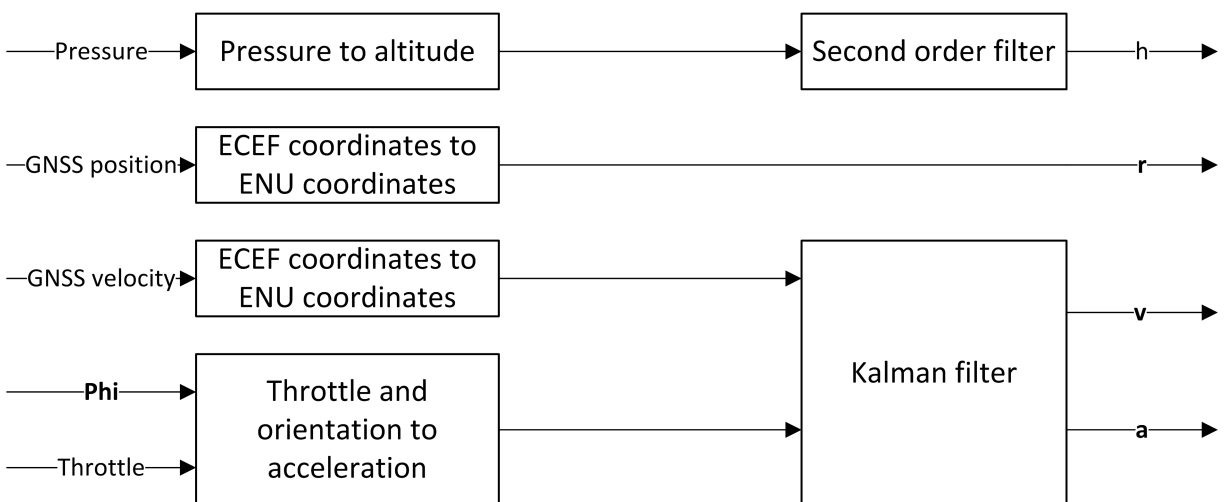 Pressure
Pressure to altitude
Second order filter
h
GNSS position
ECEF coordinates to
ENU coordinates
r
GNSS velocity
ECEF coordinates to
ENU coordinates
v
Phi
Throttle and
orientation to
acceleration
Kalman filter
a
Throttle